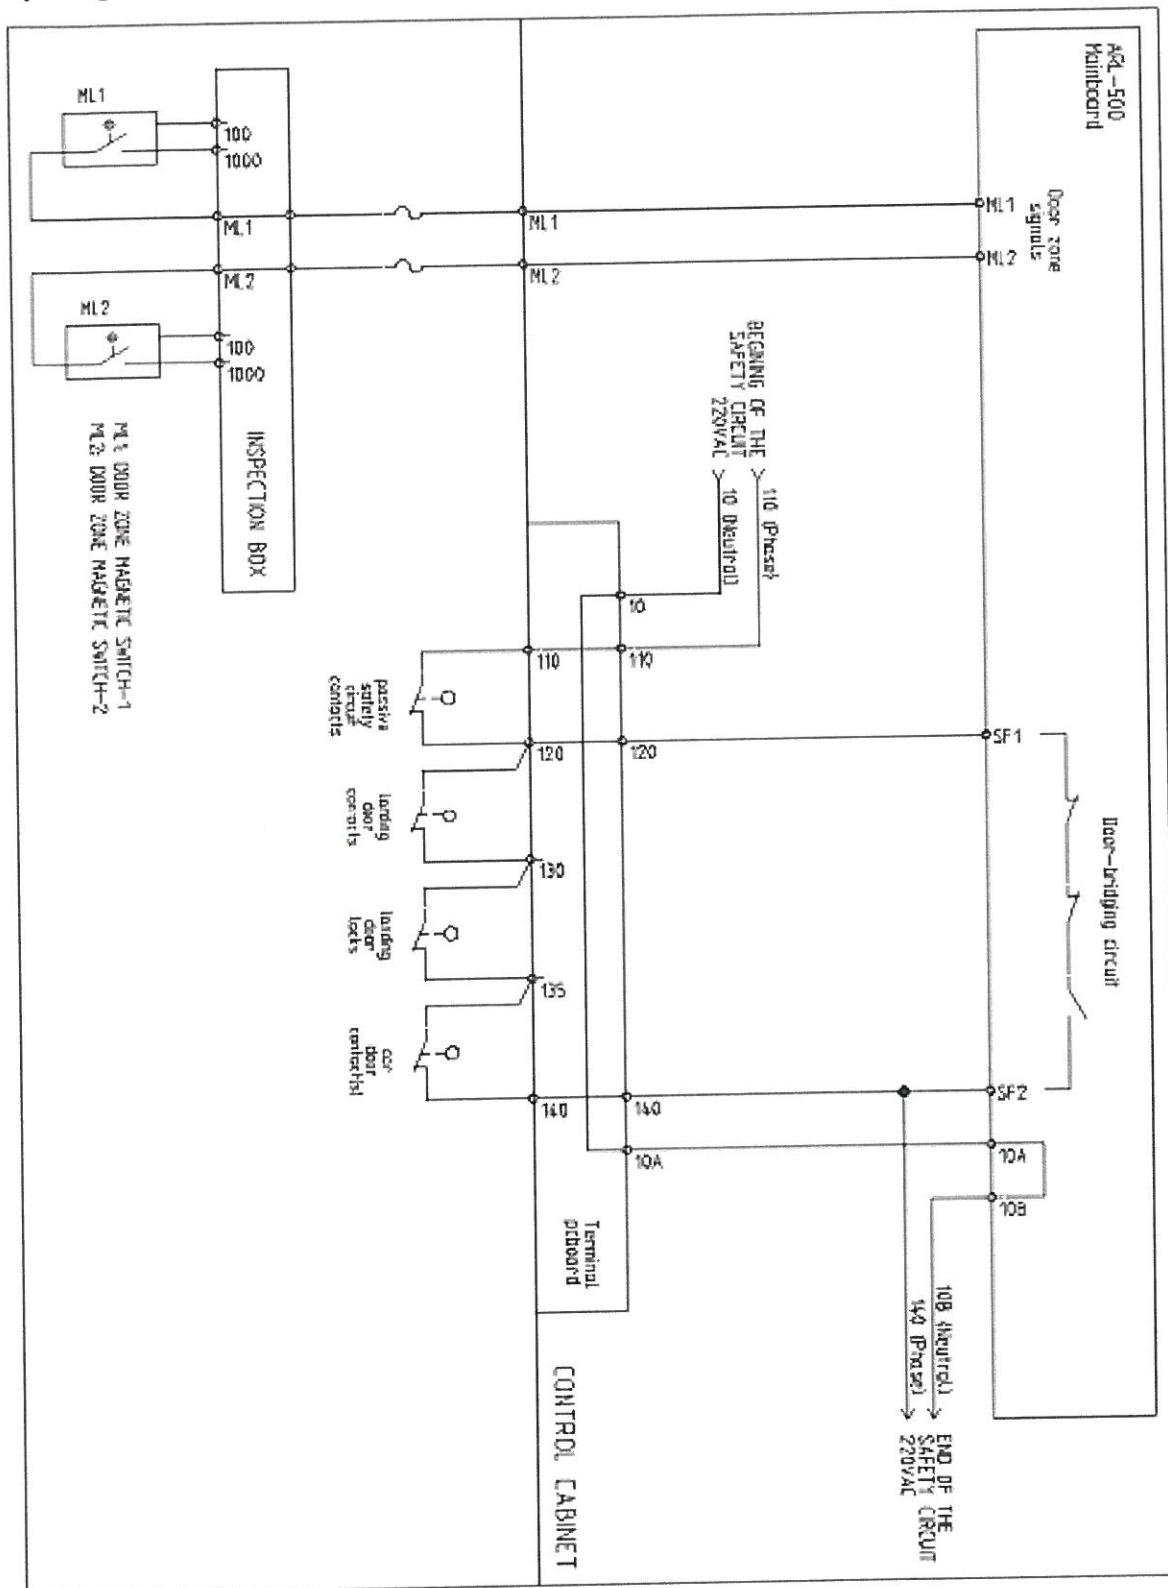 ARL-500
Mainboard
Door zone
signals
ML1
ML2
ML1
100
1000
ML1
ML1
ML2
ML2
ML2
100
1000
INSPECTION BOX
ML1: DOOR ZONE MAGNETIC SWITCH-1
ML2: DOOR ZONE MAGNETIC SWITCH-2
BEGINING OF THE
SAFETY CIRCUIT
220VAC
110 (Phase)
10 (Neutral)
10
110
110
passive
safety
circuit
contacts
120
120
SF1
landing
door
contacts
130
landing
door
locks
135
car
door
contact(s)
140
140
SF2
Door-bridging circuit
10A
10A
10B
Terminal
pcboard
10B (Neutral)
140 (Phase)
END OF THE
SAFETY CIRCUIT
220VAC
CONTROL CABINET